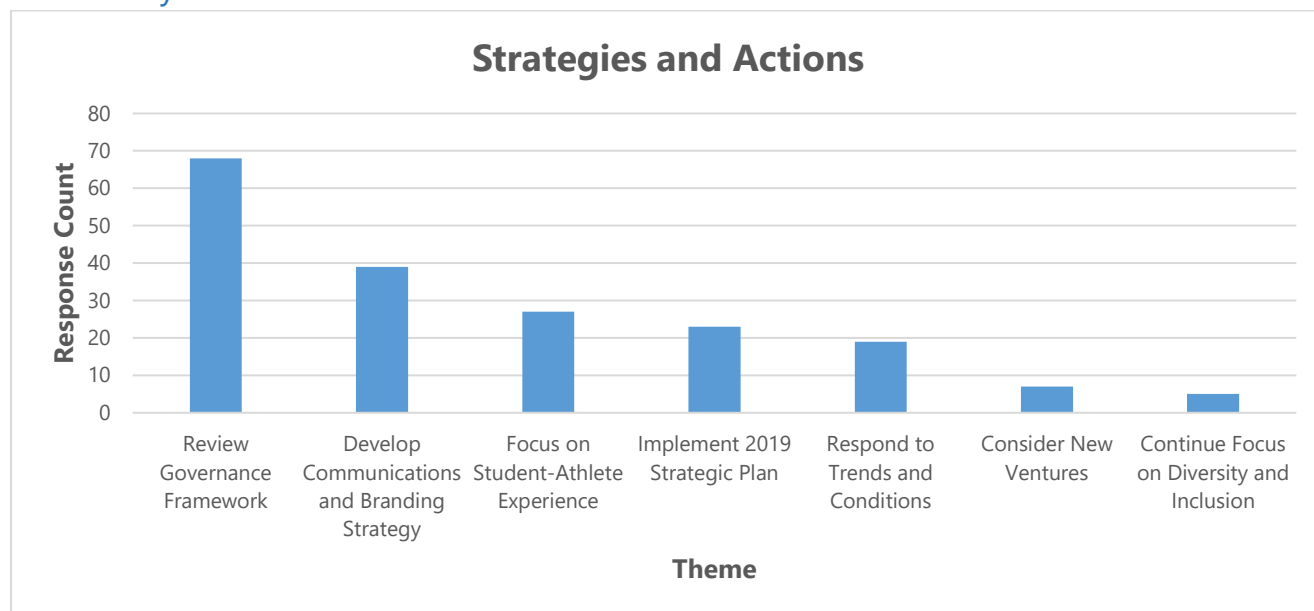 Strategies and Actions
Response Count
80
70
60
50
40
30
20
10
0
Review
Governance
Framework
Develop
Communications
and Branding
Strategy
Focus on
Student-Athlete
Experience
Implement 2019
Strategic Plan
Respond to
Trends and
Conditions
Consider New
Ventures
Continue Focus
on Diversity and
Inclusion
Theme